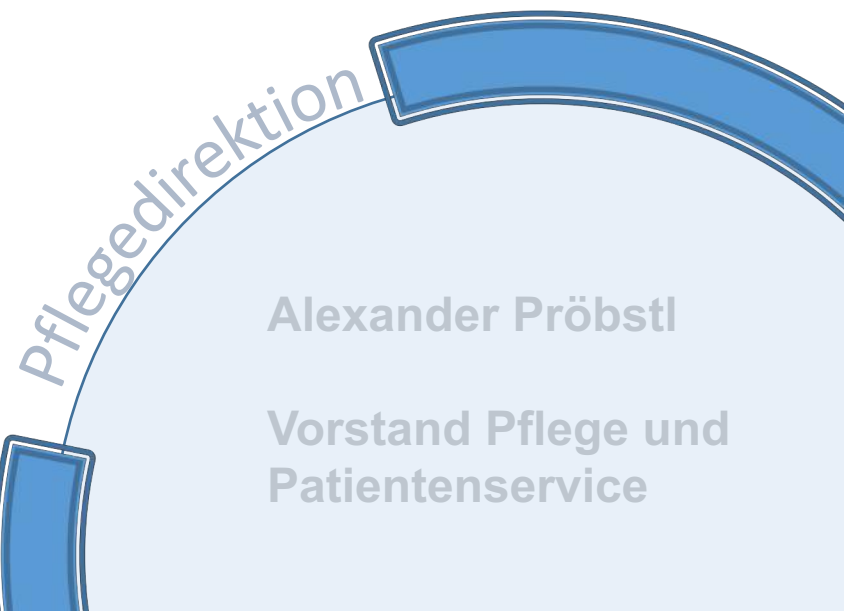 Pflegedirektion
Alexander Pröbstl
Vorstand Pflege und
Patientenservice